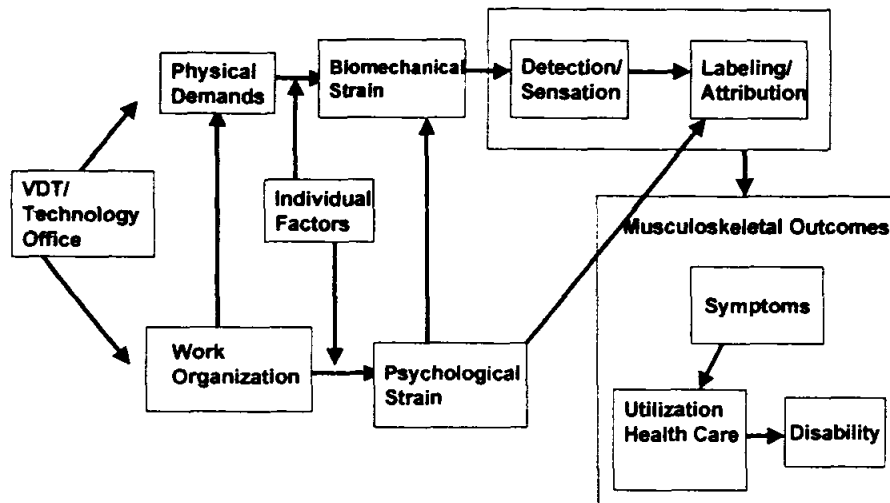 Physical
Demands
Biomechanical
Strain
Detection/
Sensation
Labeling/
Attribution
VDT/
Technology
Office
Individual
Factors
Musculoskeletal Outcomes
Symptoms
Work
Organization
Psychological
Strain
Utilization
Health Care
Disability